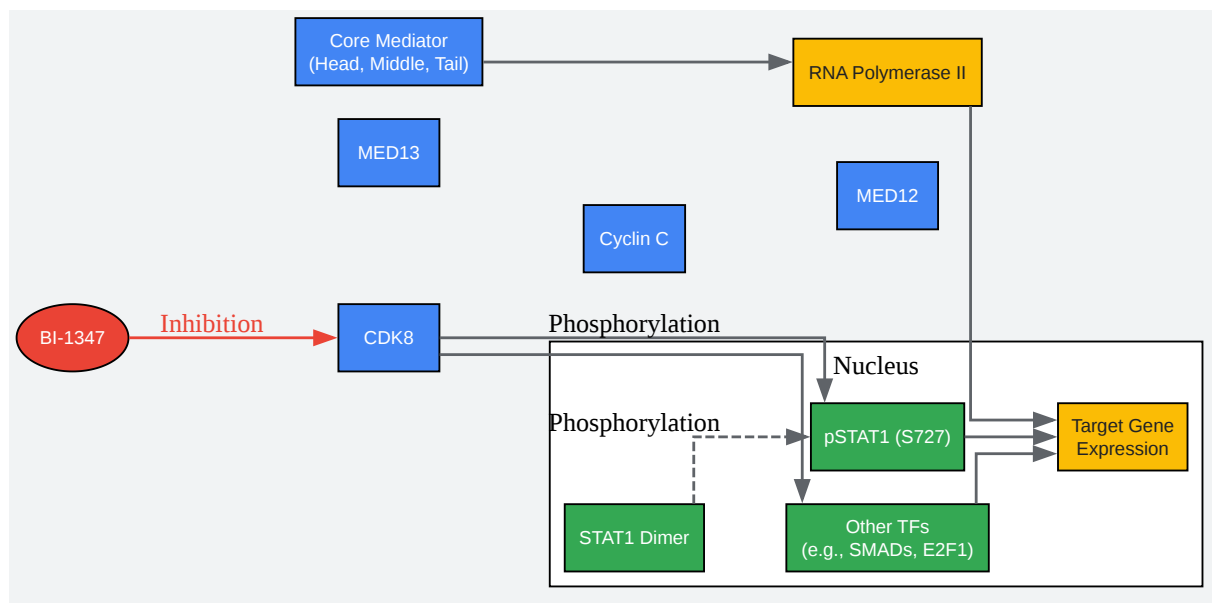 Core Mediator
(Head, Middle, Tail)
RNA Polymerase II
MED13
MED12
Cyclin C
BI-1347
Inhibition
CDK8
Phosphorylation
Nucleus
Phosphorylation
pSTAT1 (S727)
Target Gene
Expression
STAT1 Dimer
Other TFs
(e.g., SMADs, E2F1)